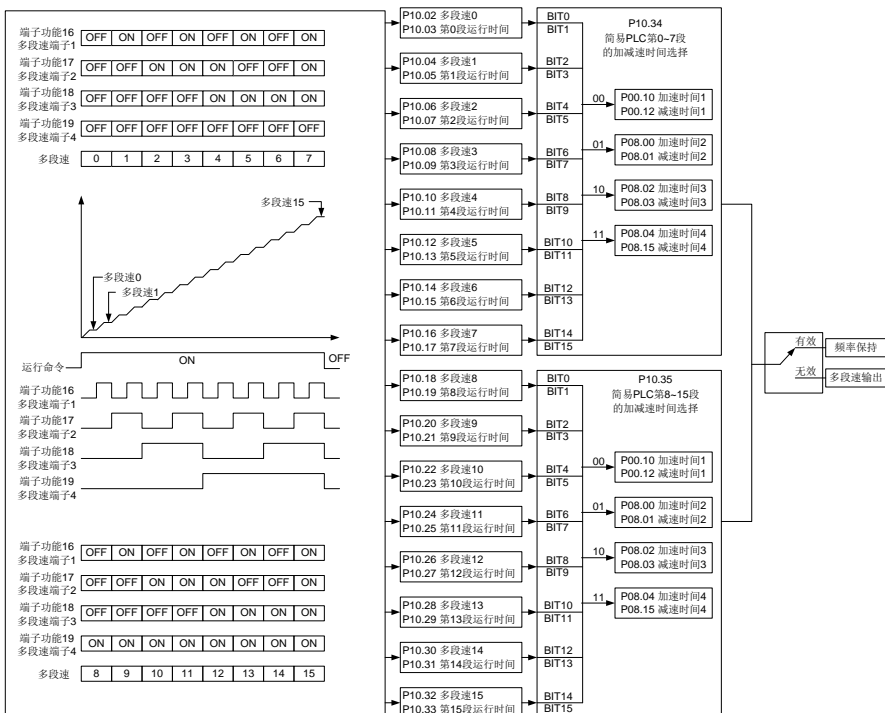 端子功能16
多段速端子1
OFF ON OFF ON OFF ON OFF ON
端子功能17
多段速端子2
OFF OFF ON ON ON OFF OFF ON
端子功能18
多段速端子3
OFF OFF OFF OFF ON ON ON ON
端子功能19
多段速端子4
OFF OFF OFF OFF OFF OFF OFF OFF
多段速 0 1 2 3 4 5 6 7
多段速15
多段速0
多段速1
运行命令
ON
OFF
端子功能16
多段速端子1
端子功能17
多段速端子2
端子功能18
多段速端子3
端子功能19
多段速端子4
端子功能16
多段速端子1
OFF ON OFF ON OFF ON OFF ON
端子功能17
多段速端子2
OFF OFF ON ON ON OFF OFF ON
端子功能18
多段速端子3
OFF OFF OFF OFF ON ON ON ON
端子功能19
多段速端子4
ON ON ON ON ON ON ON ON
多段速 8 9 10 11 12 13 14 15
P10.02 多段速0
P10.03 第0段运行时间
P10.04 多段速1
P10.05 第1段运行时间
P10.06 多段速2
P10.07 第2段运行时间
P10.08 多段速3
P10.09 第3段运行时间
P10.10 多段速4
P10.11 第4段运行时间
P10.12 多段速5
P10.13 第5段运行时间
P10.14 多段速6
P10.15 第6段运行时间
P10.16 多段速7
P10.17 第7段运行时间
P10.18 多段速8
P10.19 第8段运行时间
P10.20 多段速9
P10.21 第9段运行时间
P10.22 多段速10
P10.23 第10段运行时间
P10.24 多段速11
P10.25 第11段运行时间
P10.26 多段速12
P10.27 第12段运行时间
P10.28 多段速13
P10.29 第13段运行时间
P10.30 多段速14
P10.31 第14段运行时间
P10.32 多段速15
P10.33 第15段运行时间
BIT0
BIT1
BIT2
BIT3
BIT4
BIT5
BIT6
BIT7
BIT8
BIT9
BIT10
BIT11
BIT12
BIT13
BIT14
BIT15
P10.34
简易PLC第0~7段
的加减速时间选择
00
P00.10 加速时间1
P00.12 减速时间1
01
P08.00 加速时间2
P08.01 减速时间2
10
P08.02 加速时间3
P08.03 减速时间3
11
P08.04 加速时间4
P08.15 减速时间4
BIT0
BIT1
BIT2
BIT3
BIT4
BIT5
BIT6
BIT7
BIT8
BIT9
BIT10
BIT11
BIT12
BIT13
BIT14
BIT15
P10.35
简易PLC第8~15段
的加减速时间选择
00
P00.10 加速时间1
P00.12 减速时间1
01
P08.00 加速时间2
P08.01 减速时间2
10
P08.02 加速时间3
P08.03 减速时间3
11
P08.04 加速时间4
P08.15 减速时间4
有效
频率保持
无效
多段速输出